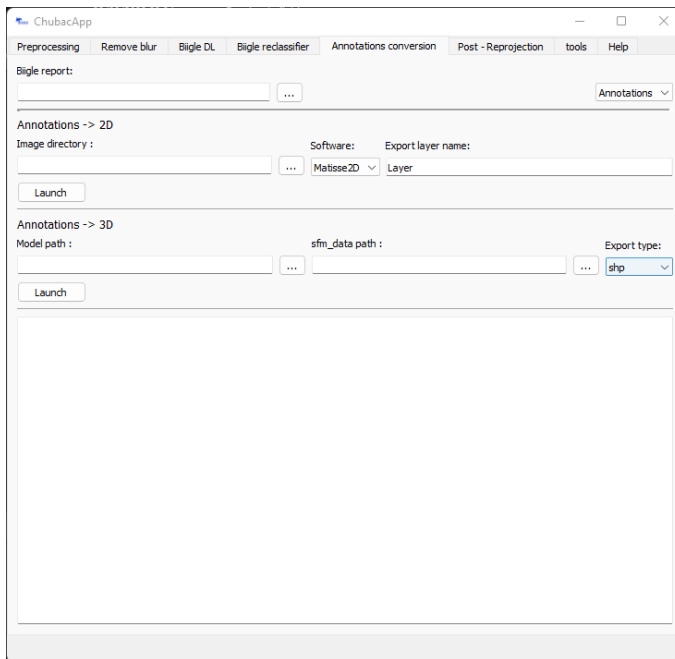 ChubacApp
Preprocessing Remove blur Biigle DL Biigle reclassifier Annotations conversion Post - Reprojection tools Help
Biigle report:
... Annotations
Annotations -> 2D
Image directory : Software: Export layer name:
... Matisse2D Layer
Launch
Annotations -> 3D
Model path : sfm_data path : Export type:
... ... shp
Launch